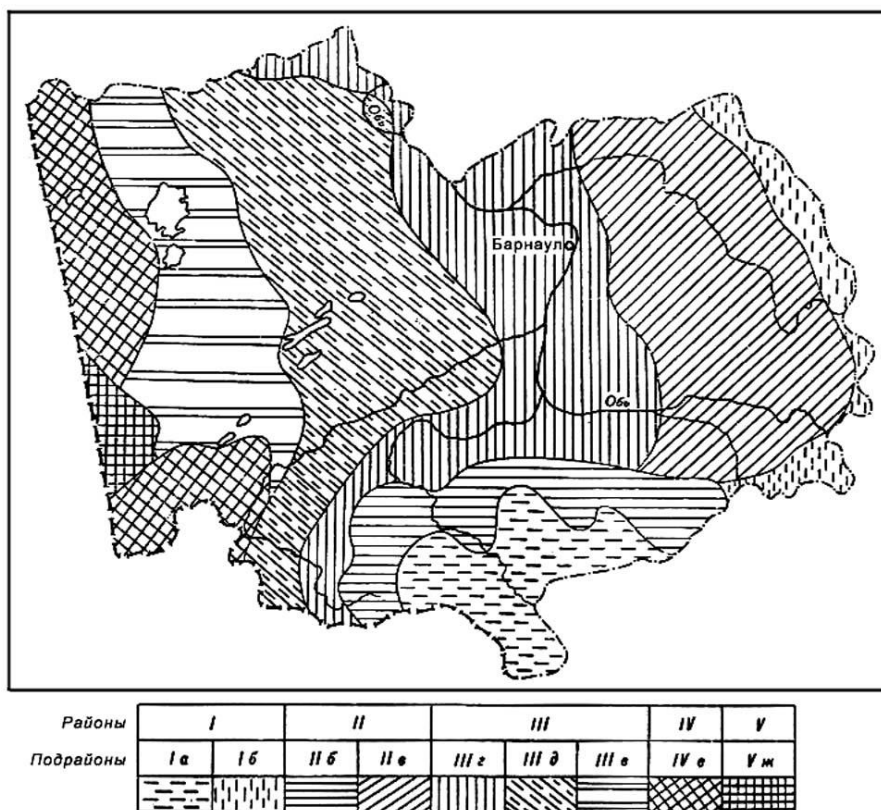 Обь
Барнаул
Обь
Районы I II III IV V
Подрайоны I а I б II б II в III г III д III е IV е V ж